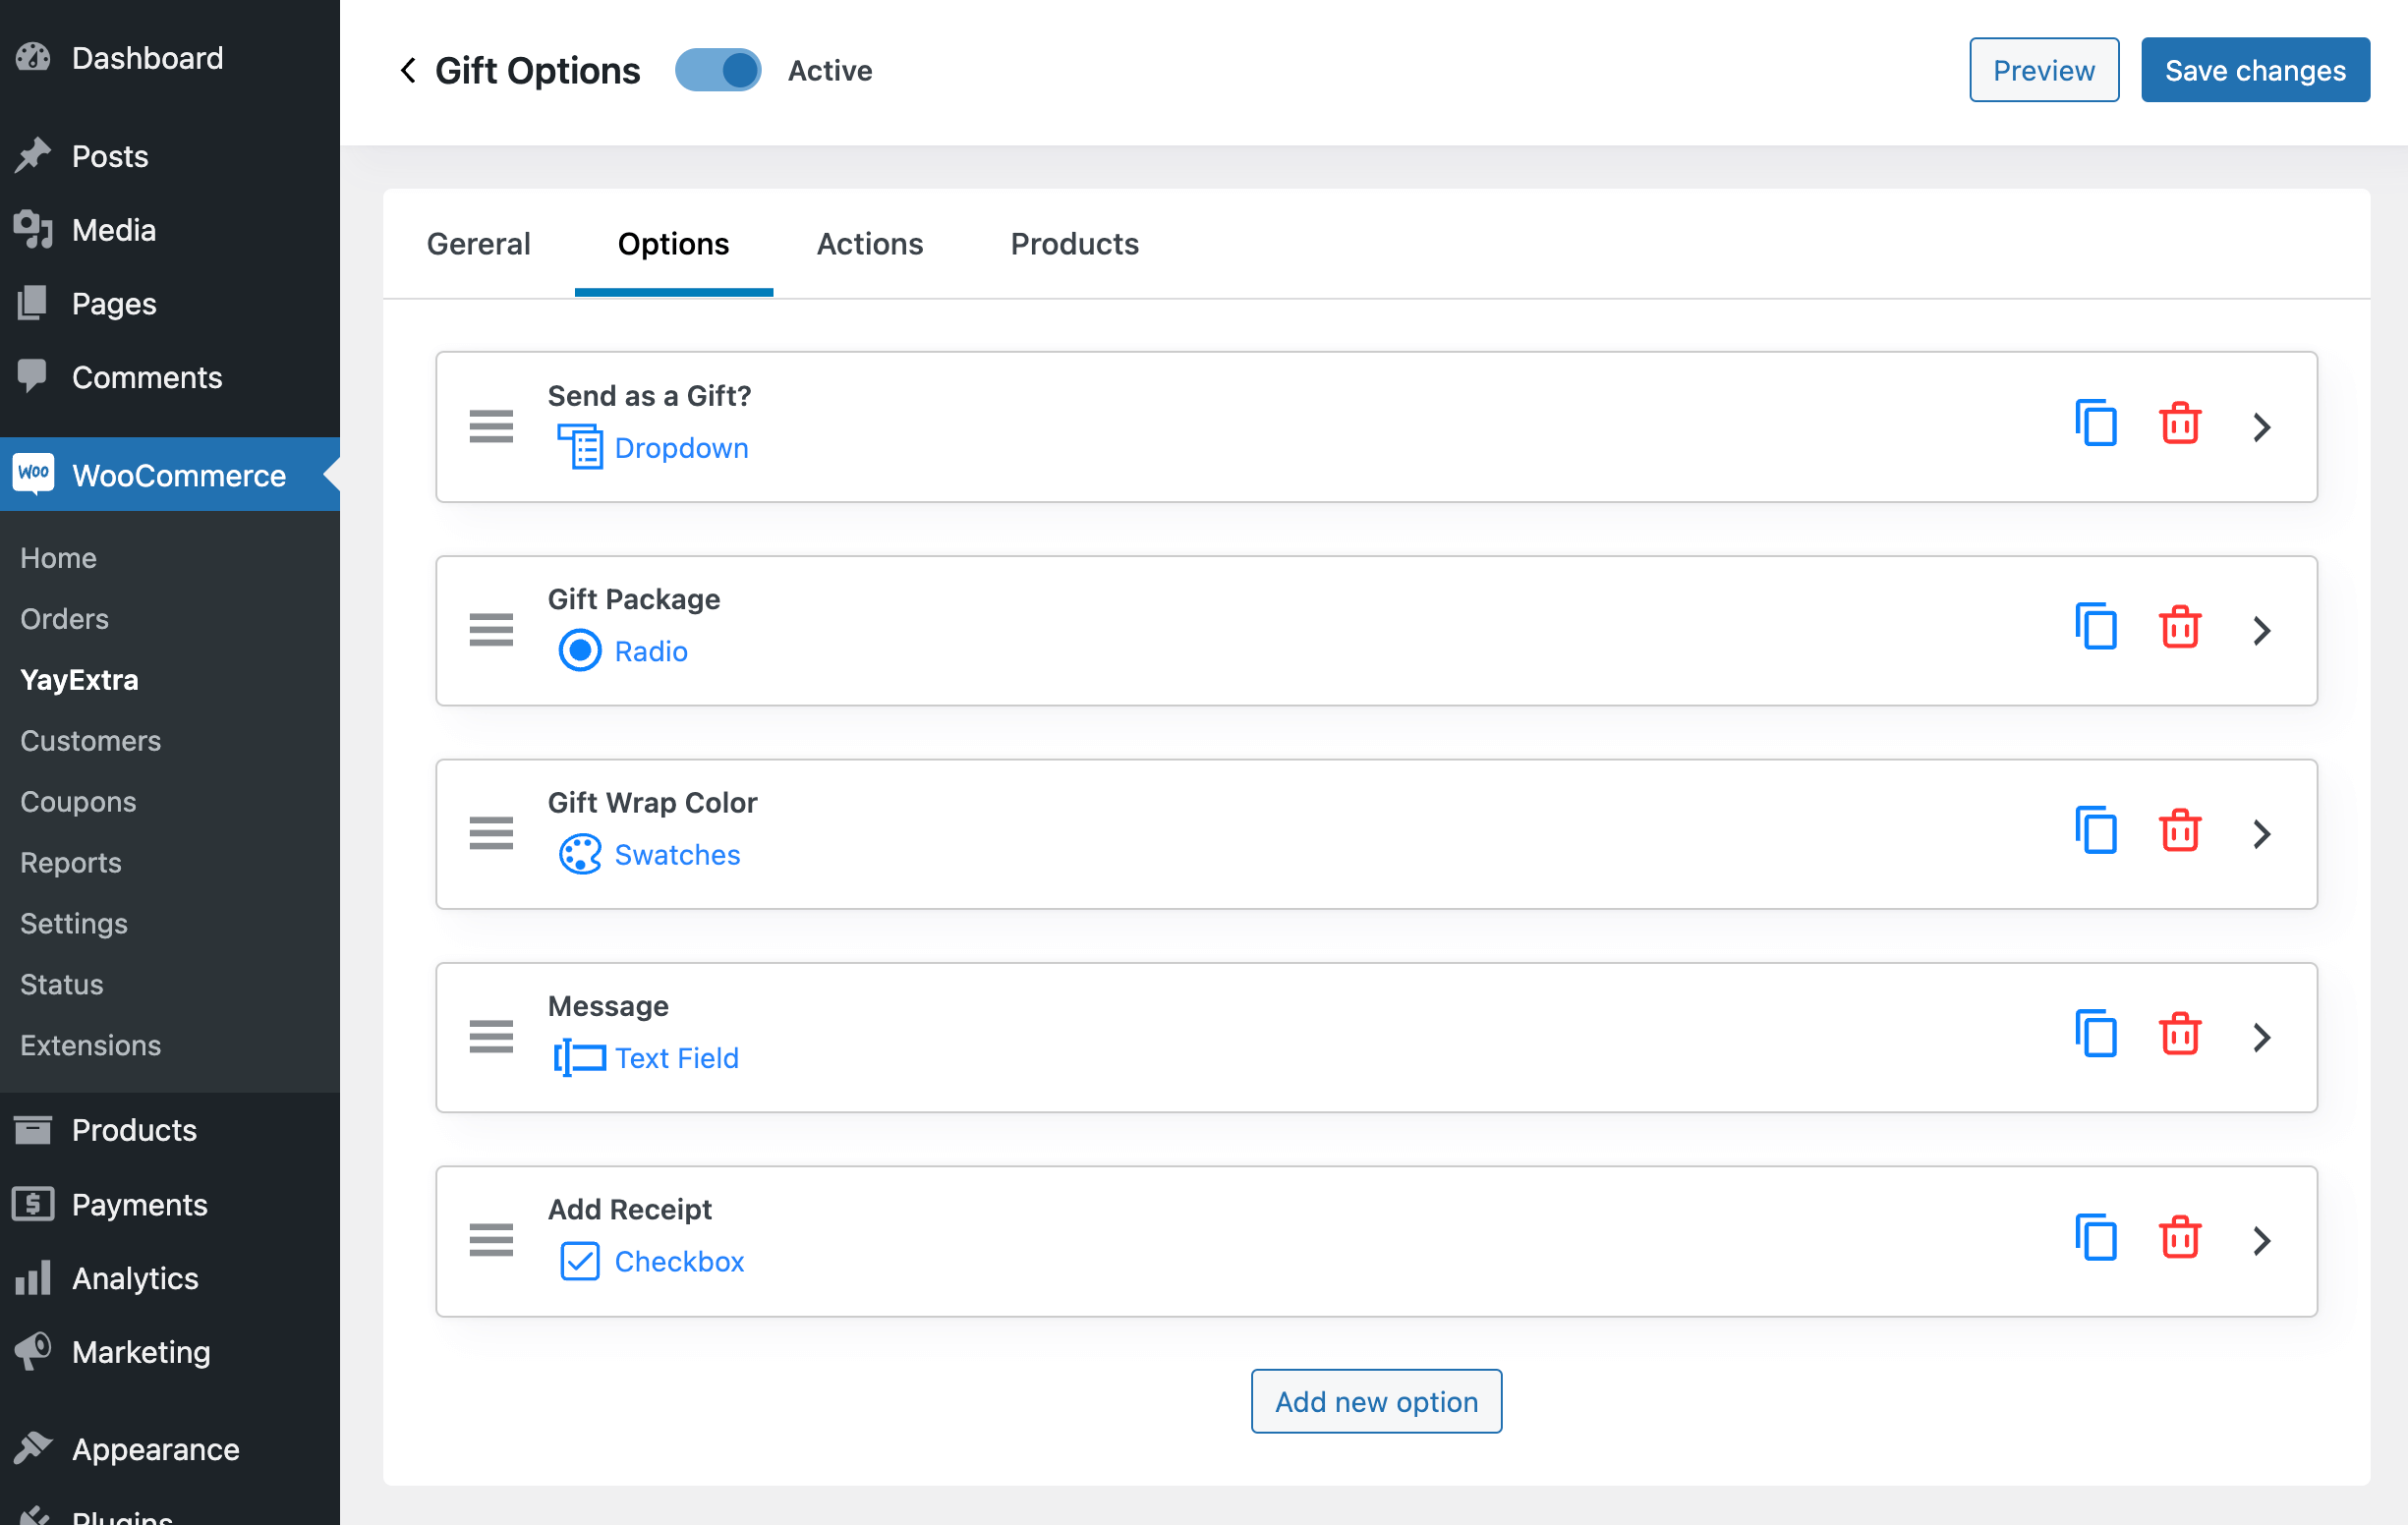 Dashboard
Posts
Media
Pages
Comments
Woo WooCommerce
Home
Orders
YayExtra
Customers
Coupons
Reports
Settings
Status
Extensions
Products
Payments
Analytics
Marketing
Appearance
Plugins
Gift Options Active Preview Save changes
Gereral Options Actions Products
Send as a Gift?
Dropdown
Gift Package
Radio
Gift Wrap Color
Swatches
Message
Text Field
Add Receipt
Checkbox
Add new option